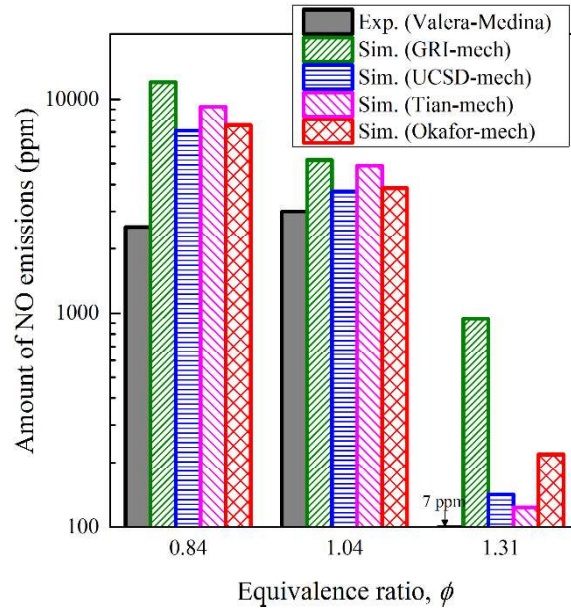 Exp. (Valera-Medina)
Sim. (GRI-mech)
Sim. (UCSD-mech)
Sim. (Tian-mech)
Sim. (Okafor-mech)
Amount of NO emissions (ppm)
10000
1000
100
7 ppm
0.84 1.04 1.31
Equivalence ratio, ϕ